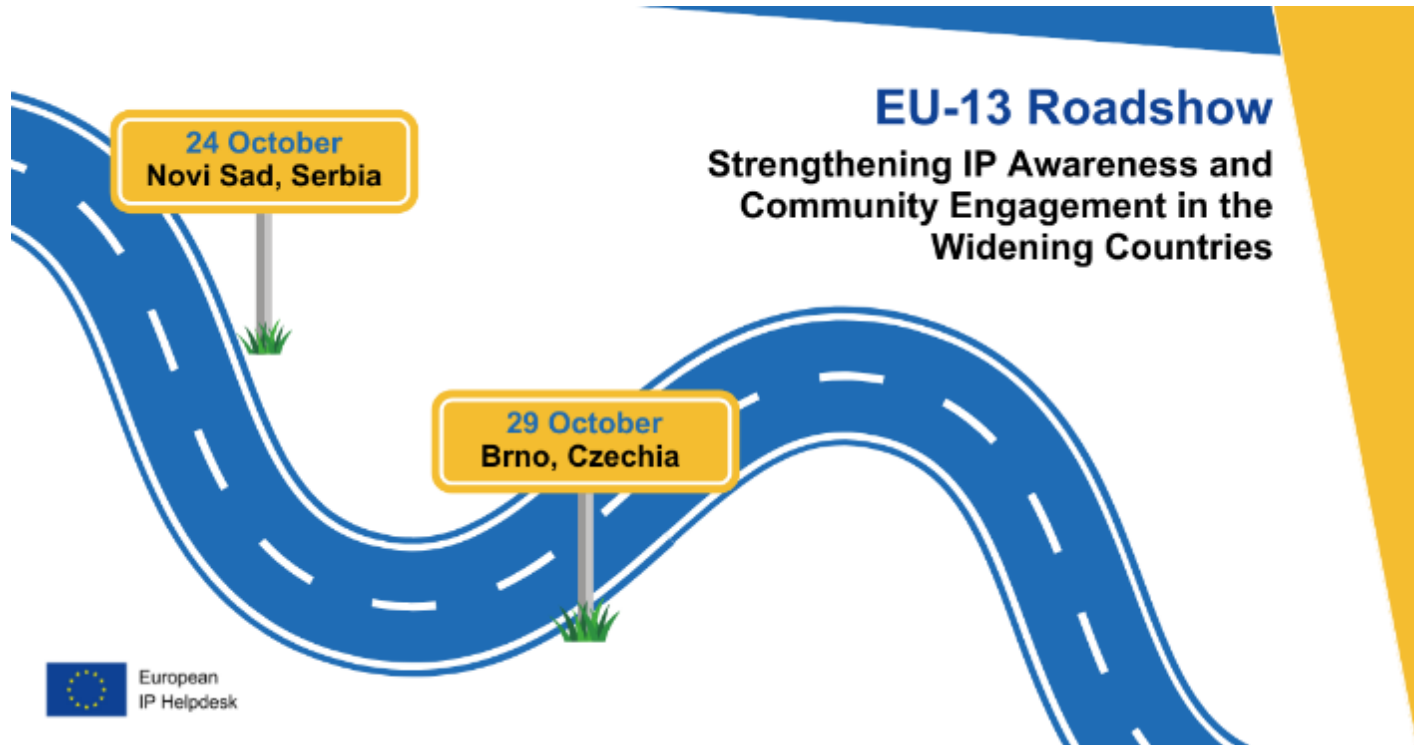 24 October
Novi Sad, Serbia
EU-13 Roadshow
Strengthening IP Awareness and
Community Engagement in the
Widening Countries
29 October
Brno, Czechia
European
IP Helpdesk